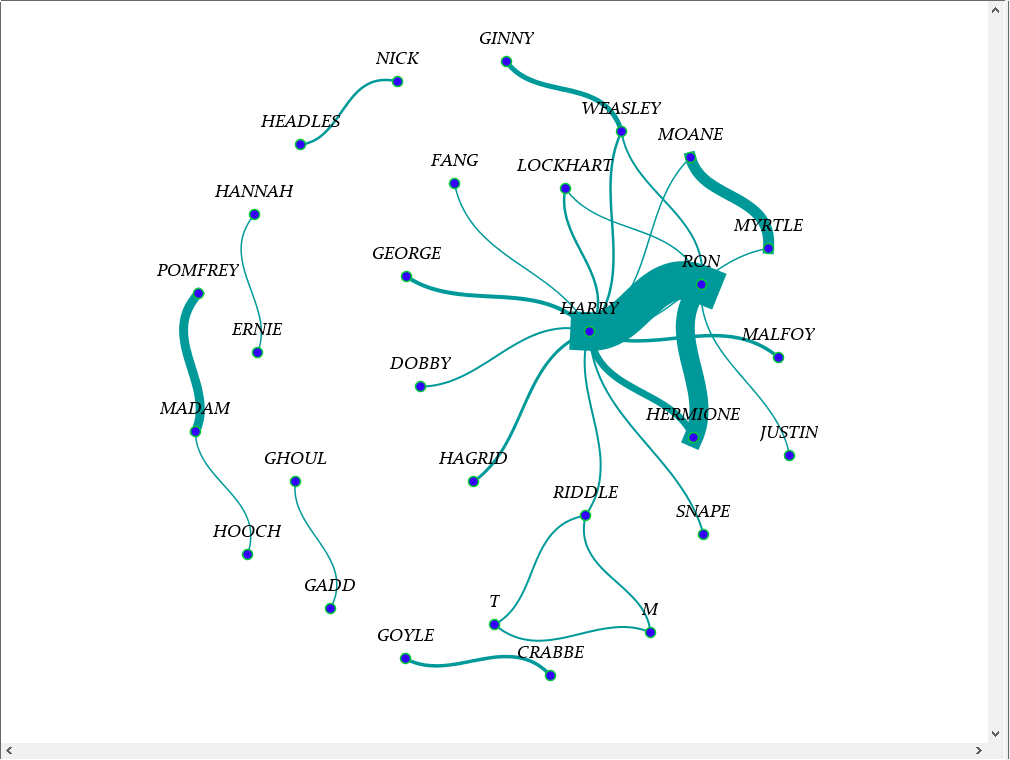 GINNY
NICK
WEASLEY
HEADLES
MOANE
FANG
LOCKHART
HANNAH
MYRTLE
GEORGE
RON
POMFREY
HARRY
ERNIE
MALFOY
DOBBY
MADAM
HERMIONE
JUSTIN
GHOUL
HAGRID
RIDDLE
SNAPE
HOOCH
GADD
T
M
GOYLE
CRABBE